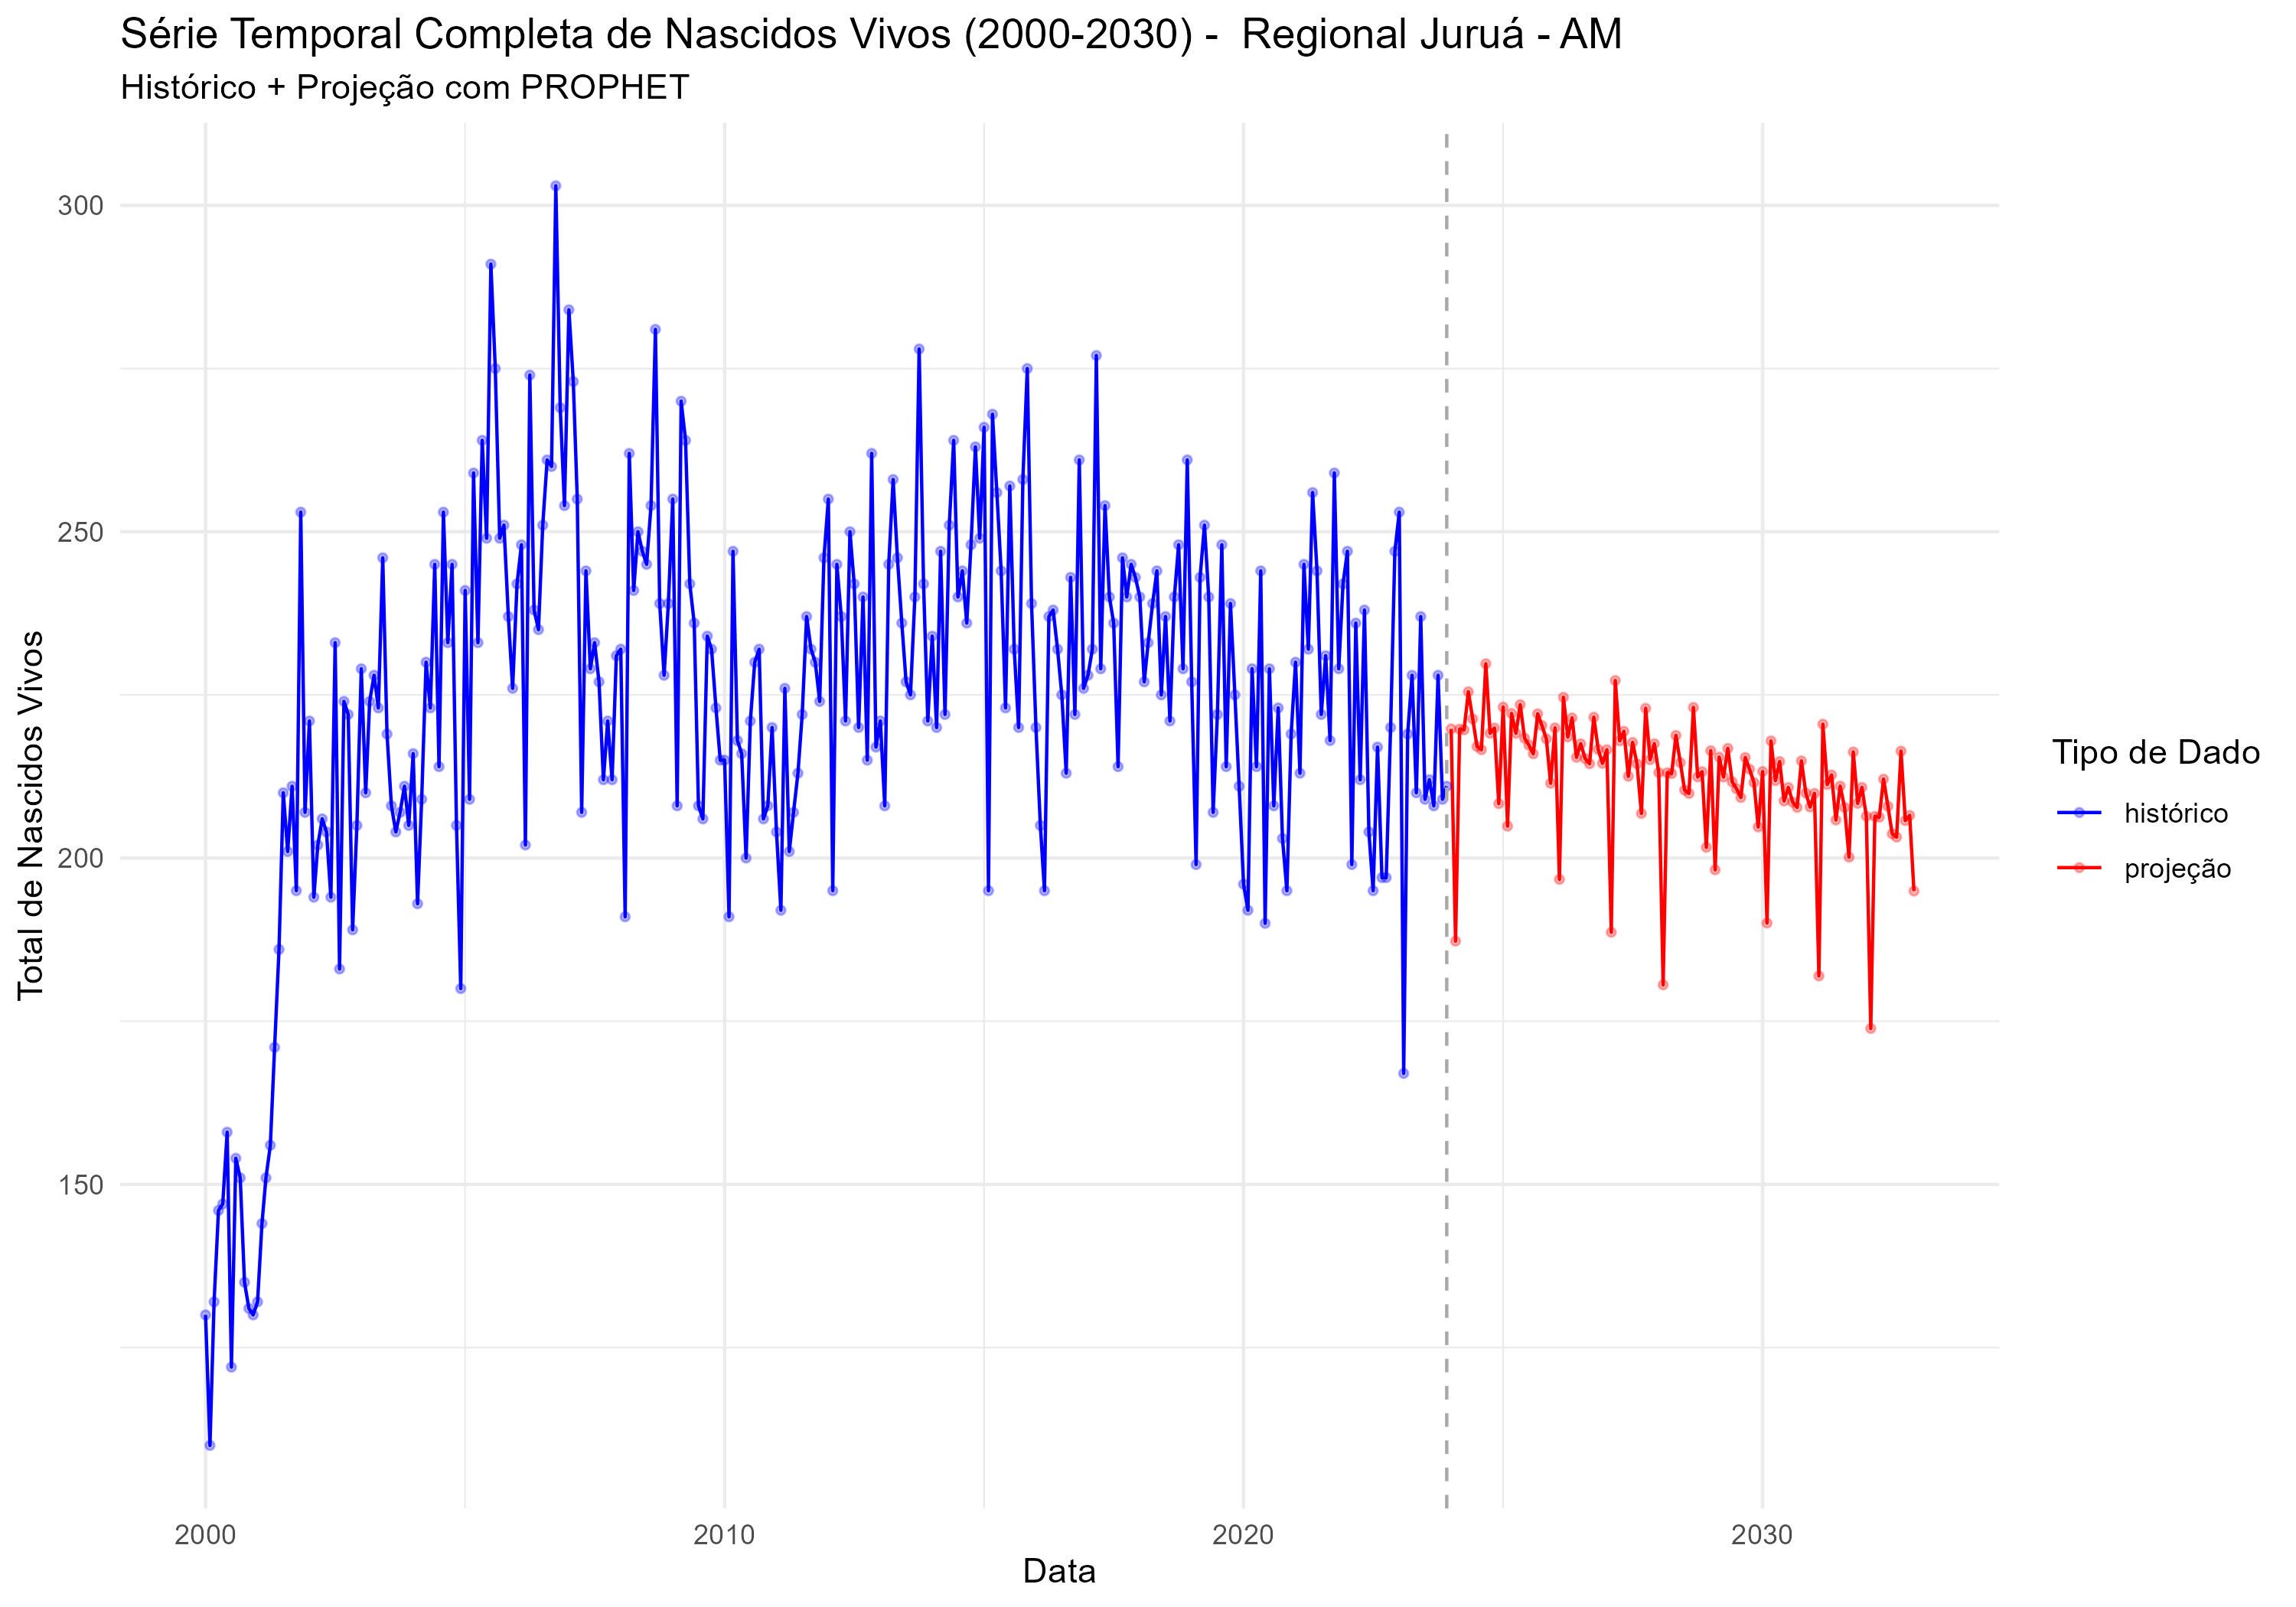 Série Temporal Completa de Nascidos Vivos (2000-2030) -  Regional Juruá - AM
Histórico + Projeção com PROPHET
Total de Nascidos Vivos
300
250
200
150
2000
2010
2020
2030
Data
Tipo de Dado
histórico
projeção